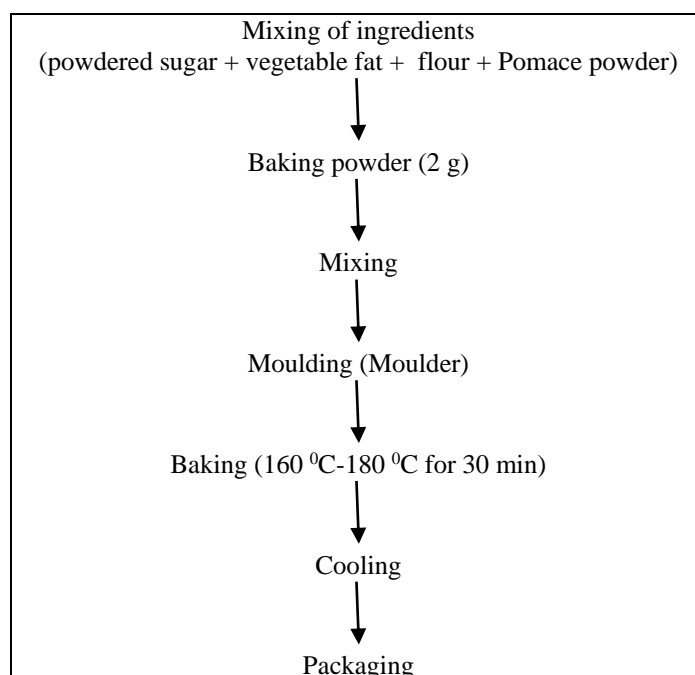 Mixing of ingredients
(powdered sugar + vegetable fat + flour + Pomace powder)
Baking powder (2 g)
Mixing
Moulding (Moulder)
Baking (160 ⁰C-180 ⁰C for 30 min)
Cooling
Packaging